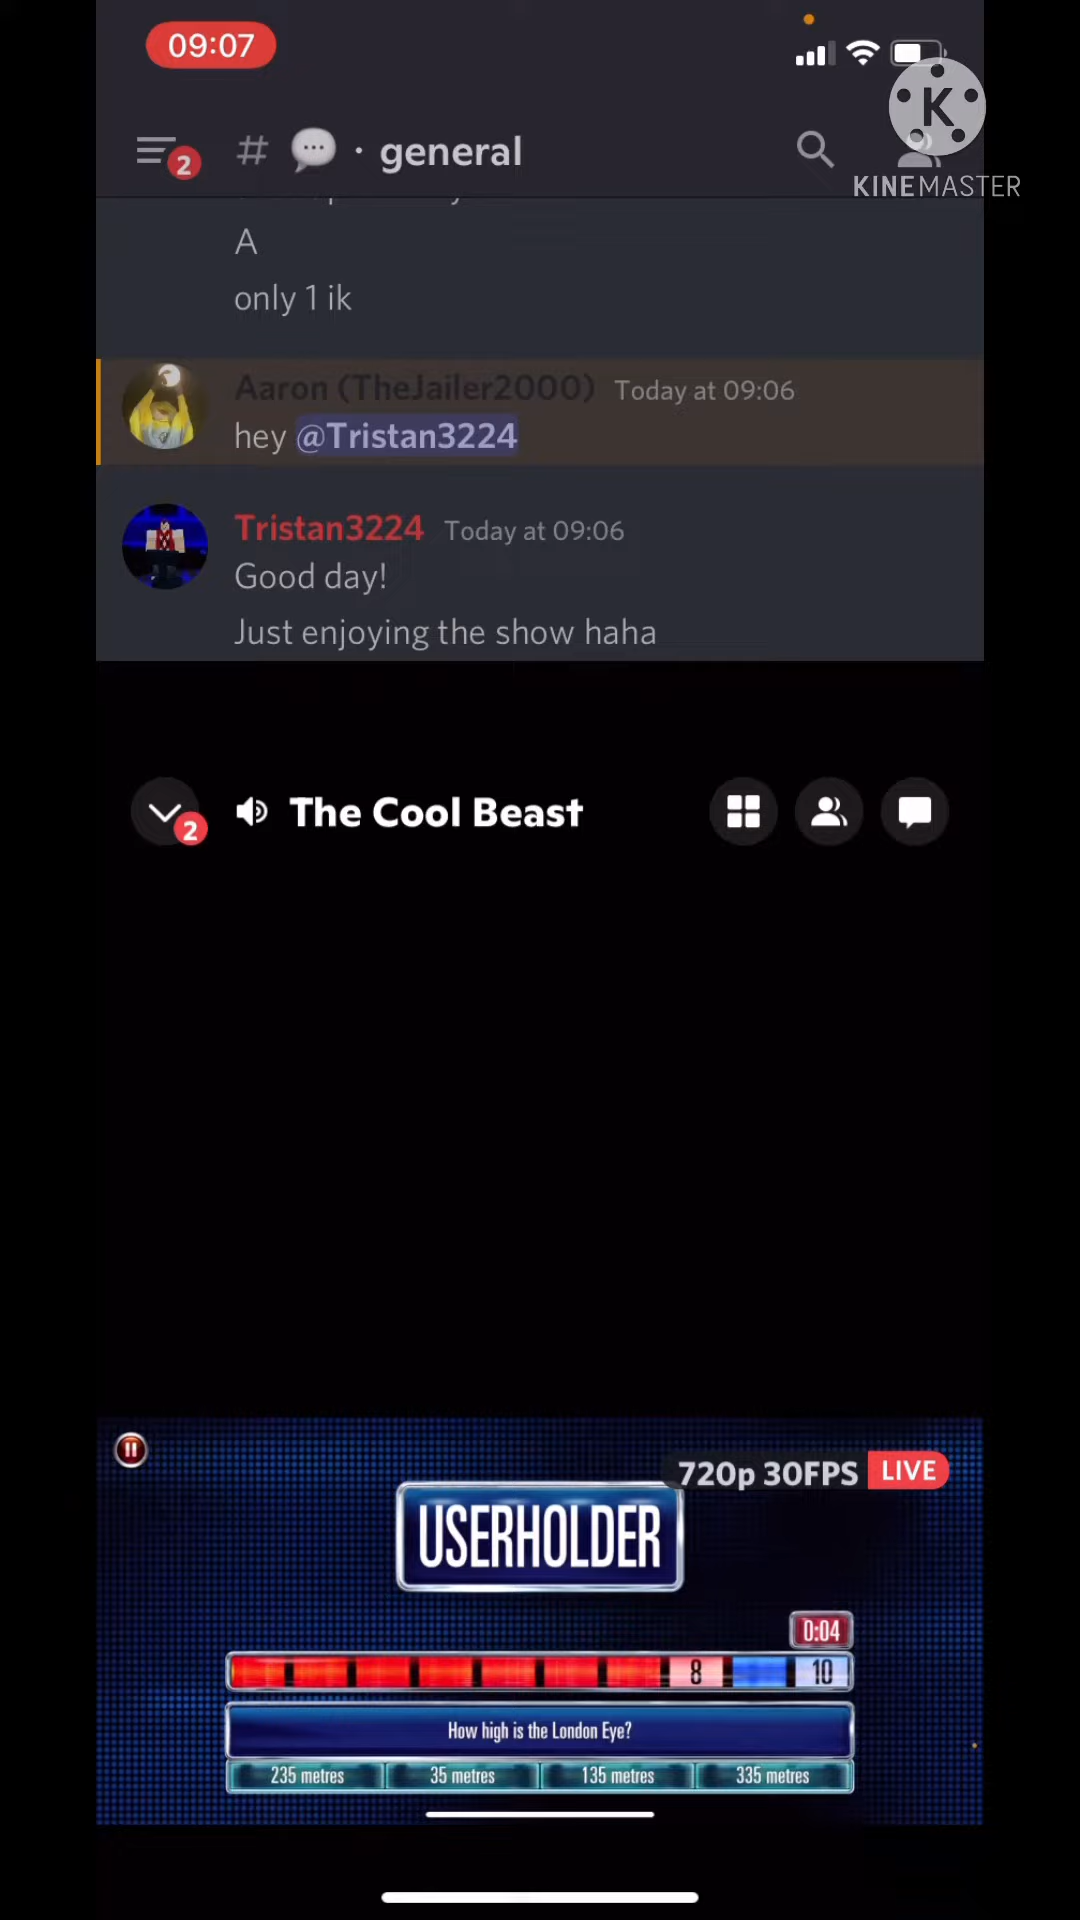 09:07
K
KINEMASTER
2
# · general
A
only 1 ik
Aaron (TheJailer2000) Today at 09:06
hey @Tristan3224
Tristan3224 Today at 09:06
Good day!
Just enjoying the show haha
2
The Cool Beast
720p 30FPS LIVE
USERHOLDER
0:04
8 10
How high is the London Eye?
235 metres 35 metres 135 metres 335 metres